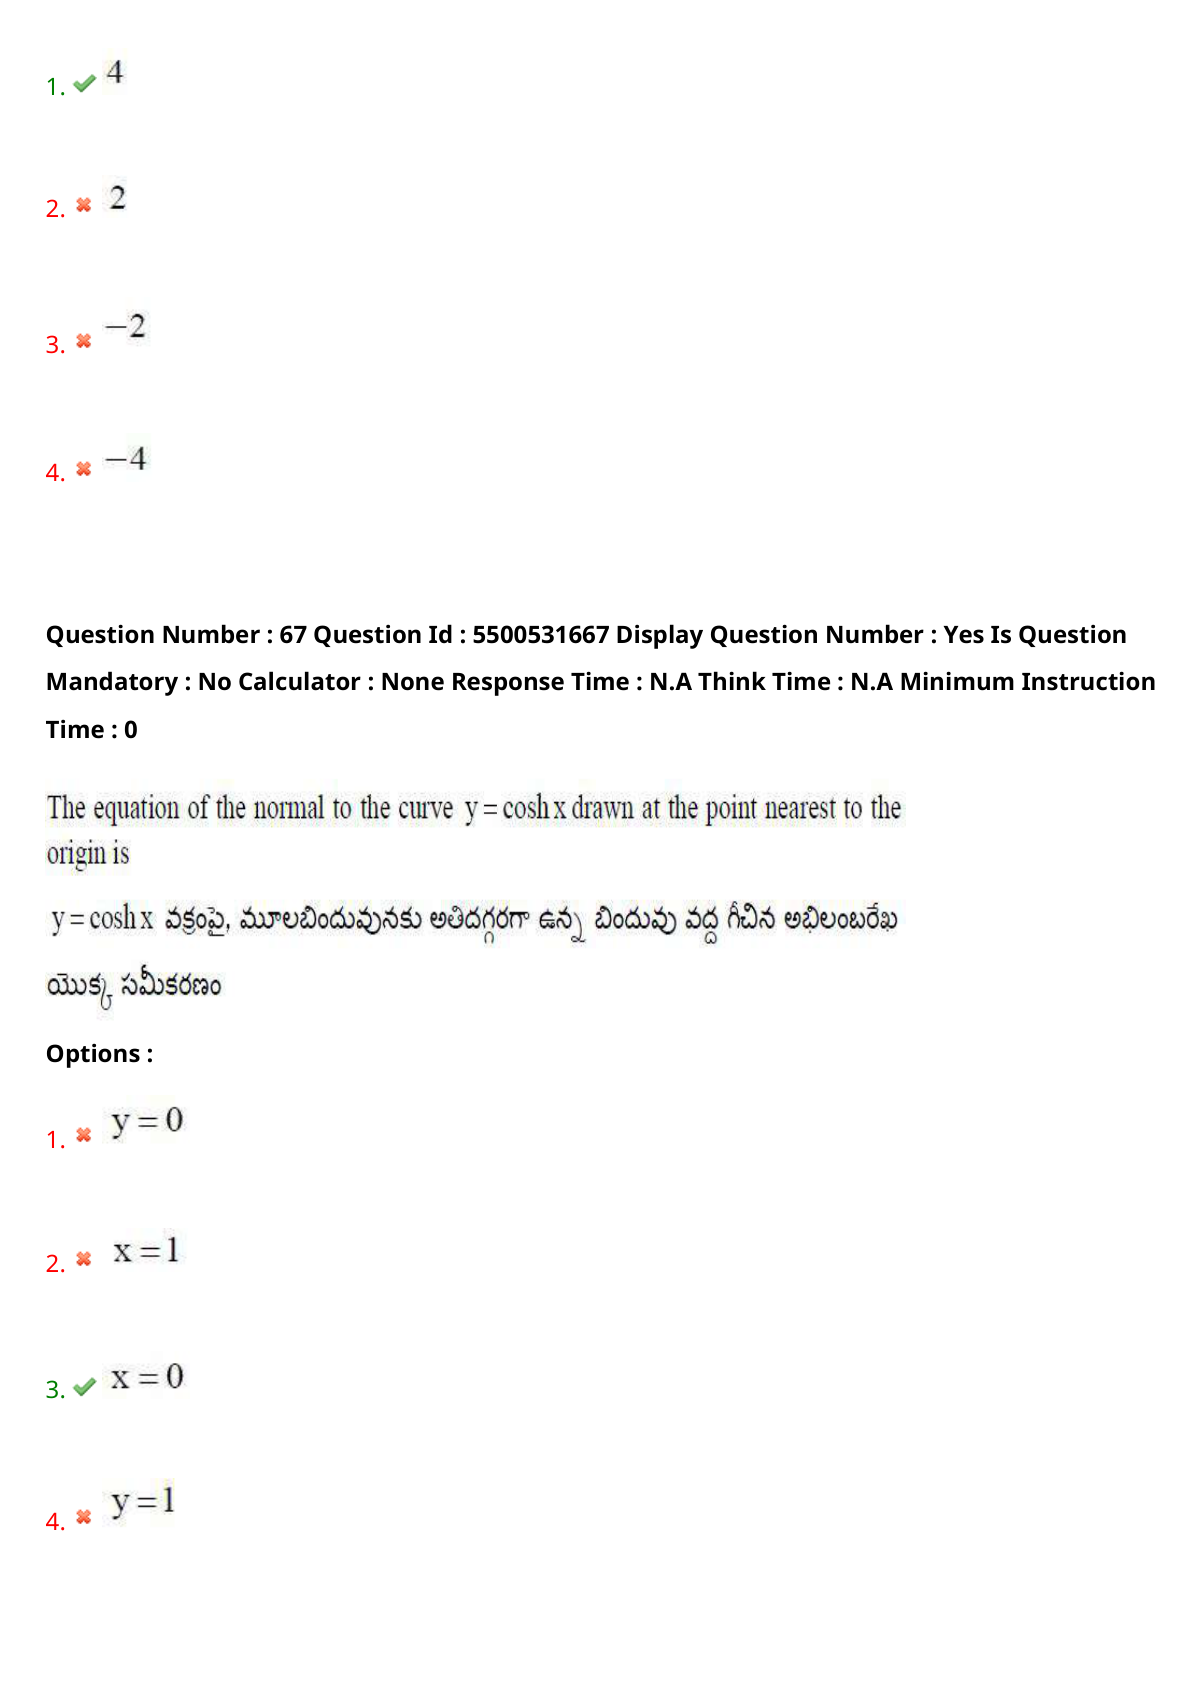 1. 4
2. 2
3. −2
4. −4
Question Number : 67 Question Id : 5500531667 Display Question Number : Yes Is Question
Mandatory : No Calculator : None Response Time : N.A Think Time : N.A Minimum Instruction
Time : 0
The equation of the normal to the curve y = cosh x drawn at the point nearest to the
origin is
y = cosh x వక్రంపై, మూలబిందువునకు అతిదగ్గరగా ఉన్న బిందువు వద్ద గీచిన అభిలంబరేఖ
యొక్క సమీకరణం
Options :
1. y = 0
2. x = 1
3. x = 0
4. y = 1